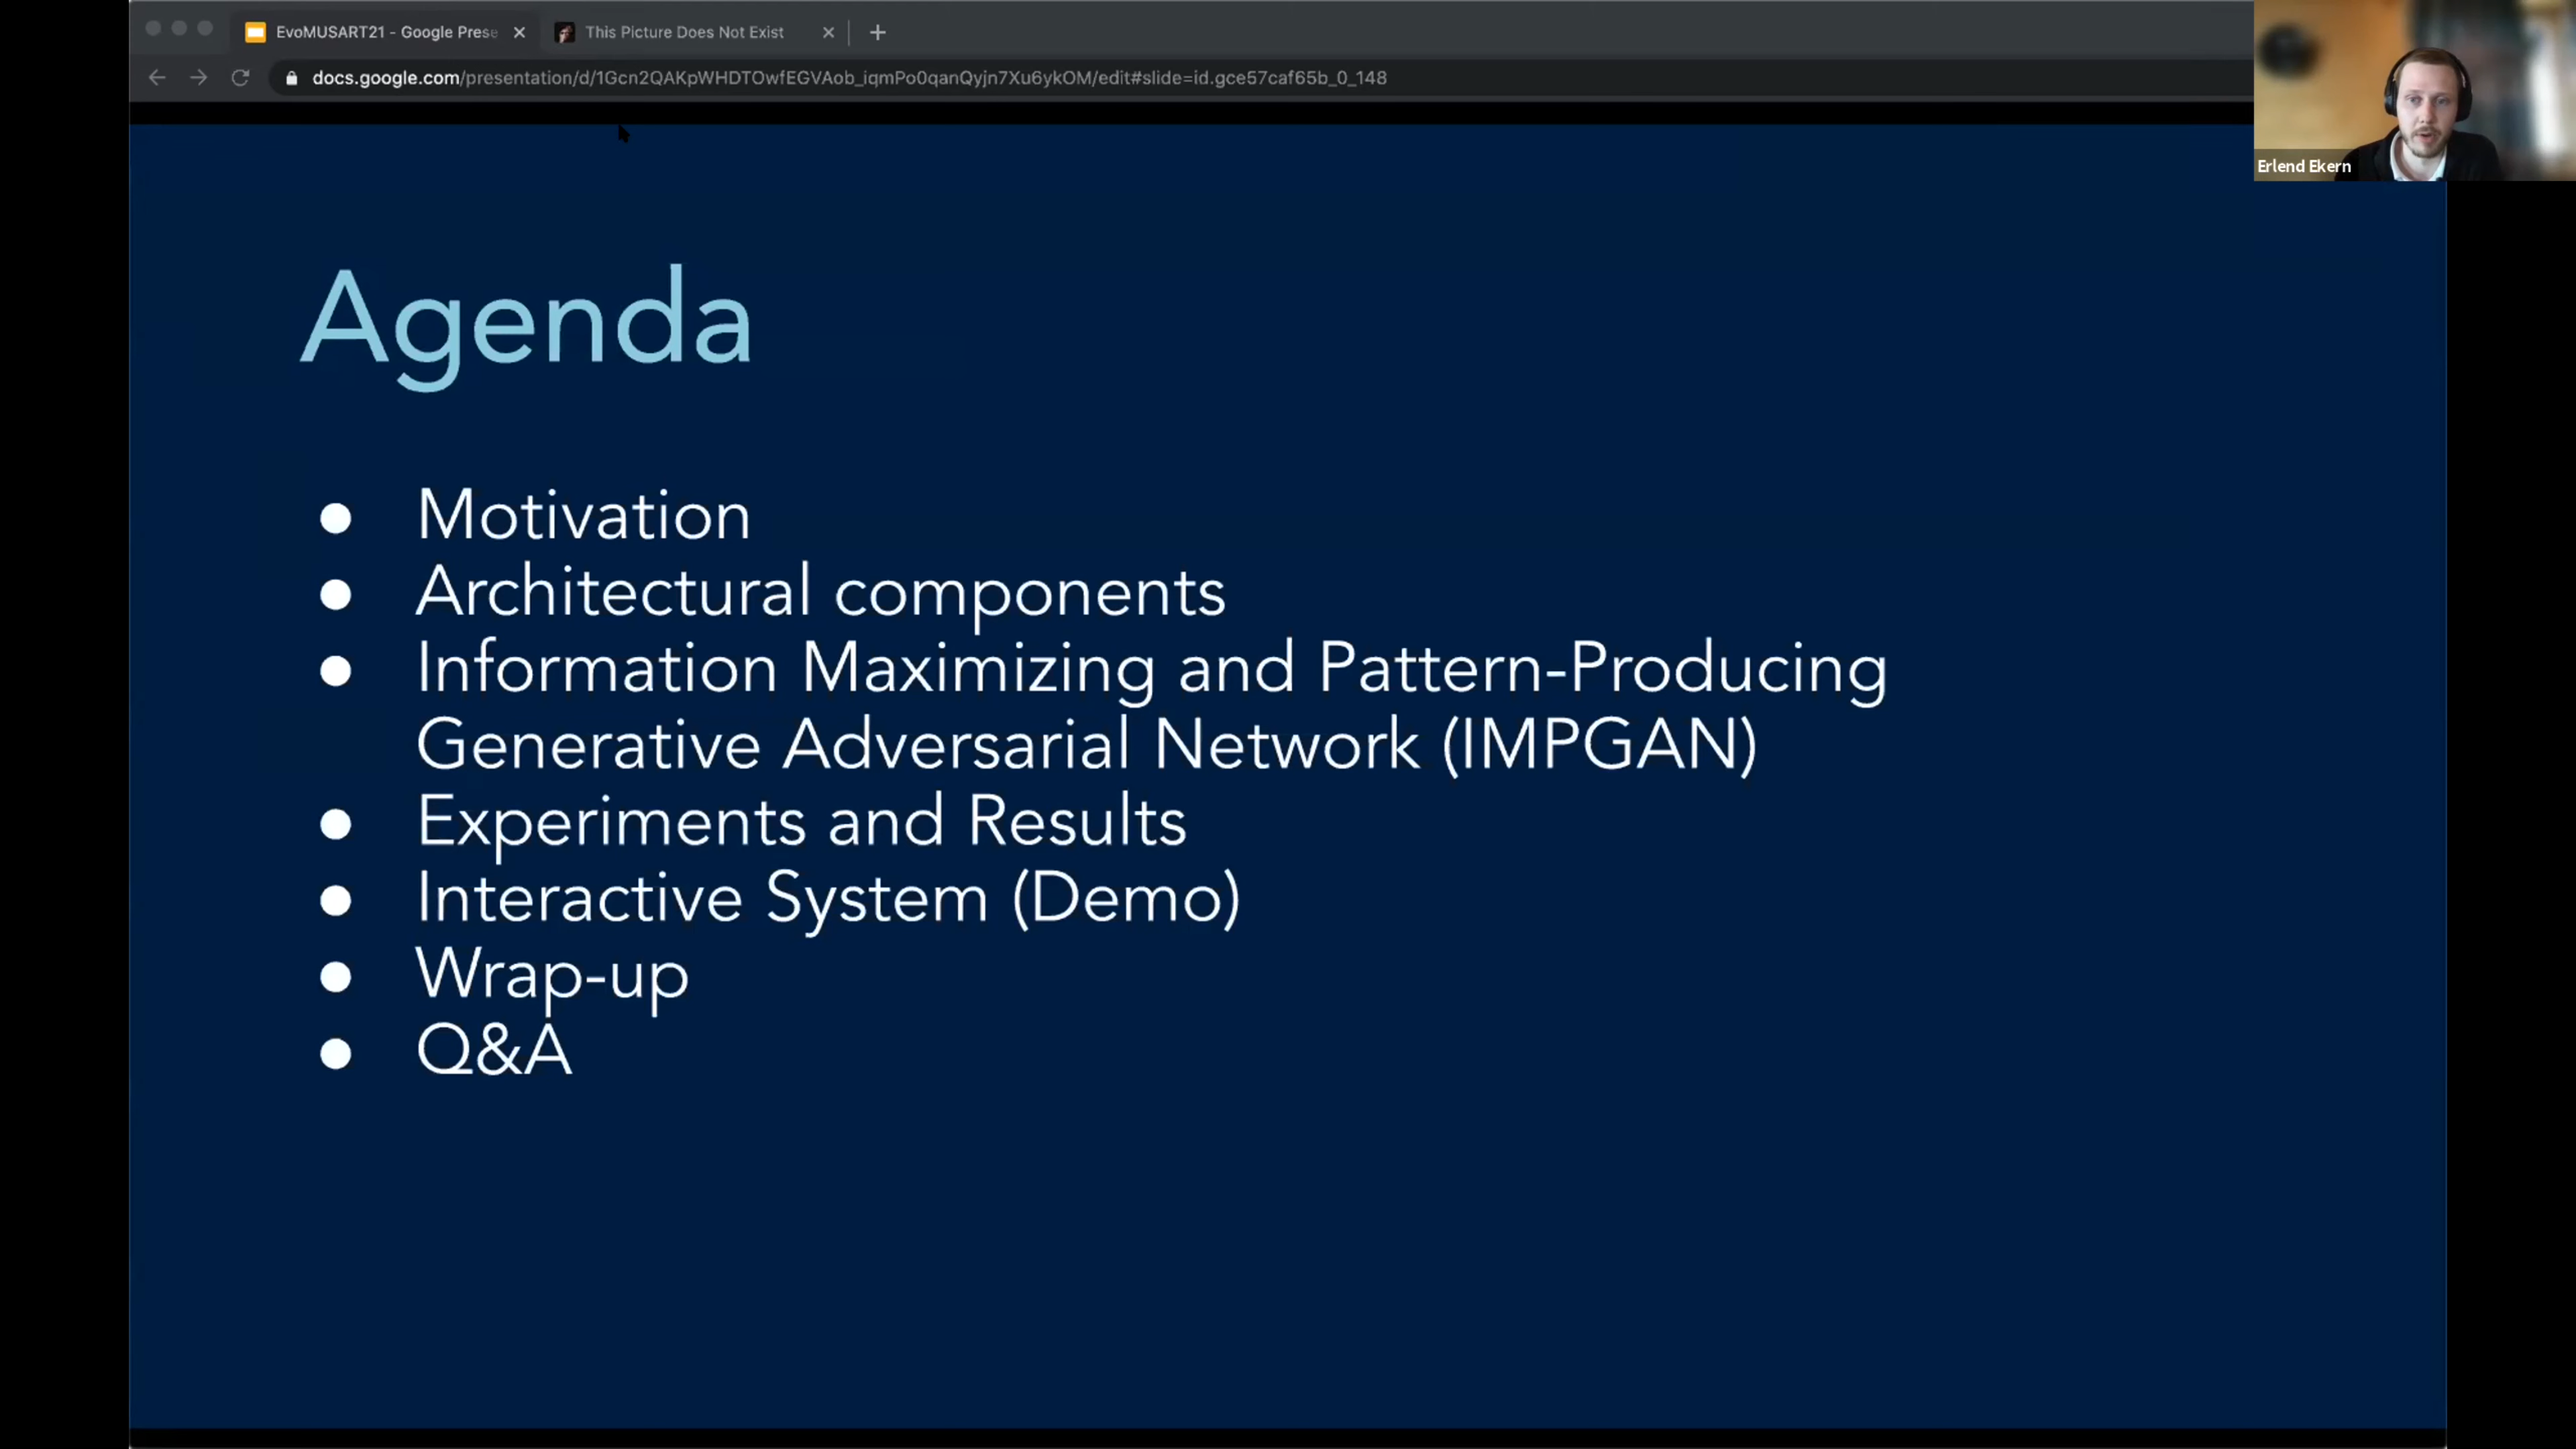 EvoMUSART21 - Google Prese
This Picture Does Not Exist
docs.google.com/presentation/d/1Gcn2QAKpWHDTOwfEGVAob_iqmPo0qanQyjn7Xu6ykOM/edit#slide=id.gce57caf65b_0_148
Erlend Ekern
Agenda
● Motivation
● Architectural components
● Information Maximizing and Pattern-Producing
Generative Adversarial Network (IMPGAN)
● Experiments and Results
● Interactive System (Demo)
● Wrap-up
● Q&A